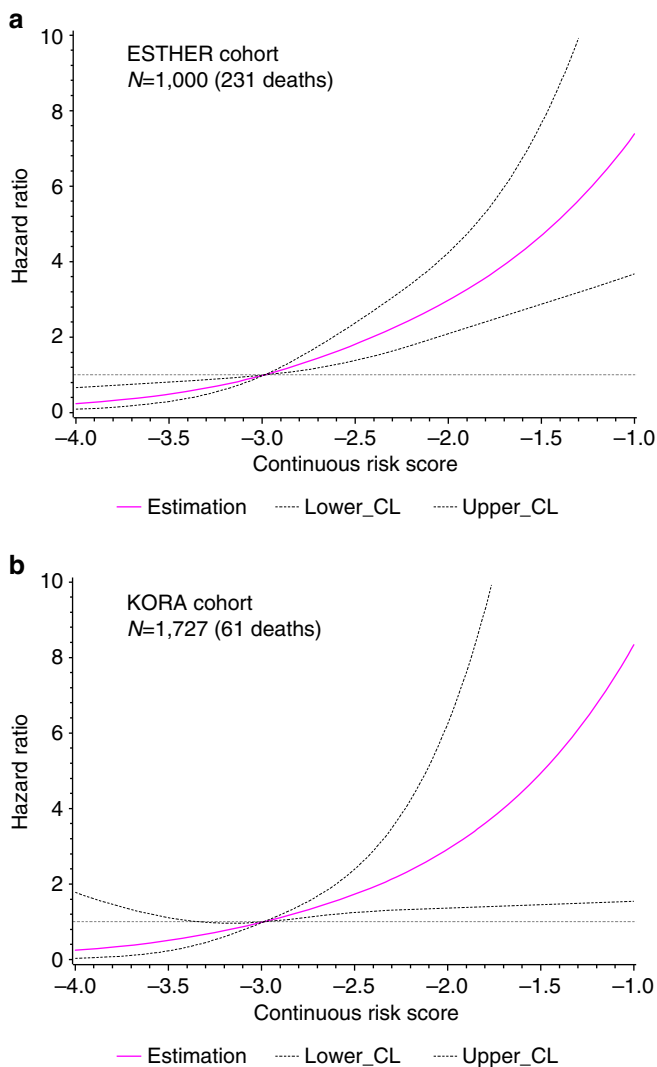 a
10
8
6
4
2
0
Hazard ratio
ESTHER cohort
N=1,000 (231 deaths)
−4.0 −3.5 −3.0 −2.5 −2.0 −1.5 −1.0
Continuous risk score
Estimation Lower_CL Upper_CL
b
10
8
6
4
2
0
Hazard ratio
KORA cohort
N=1,727 (61 deaths)
−4.0 −3.5 −3.0 −2.5 −2.0 −1.5 −1.0
Continuous risk score
Estimation Lower_CL Upper_CL